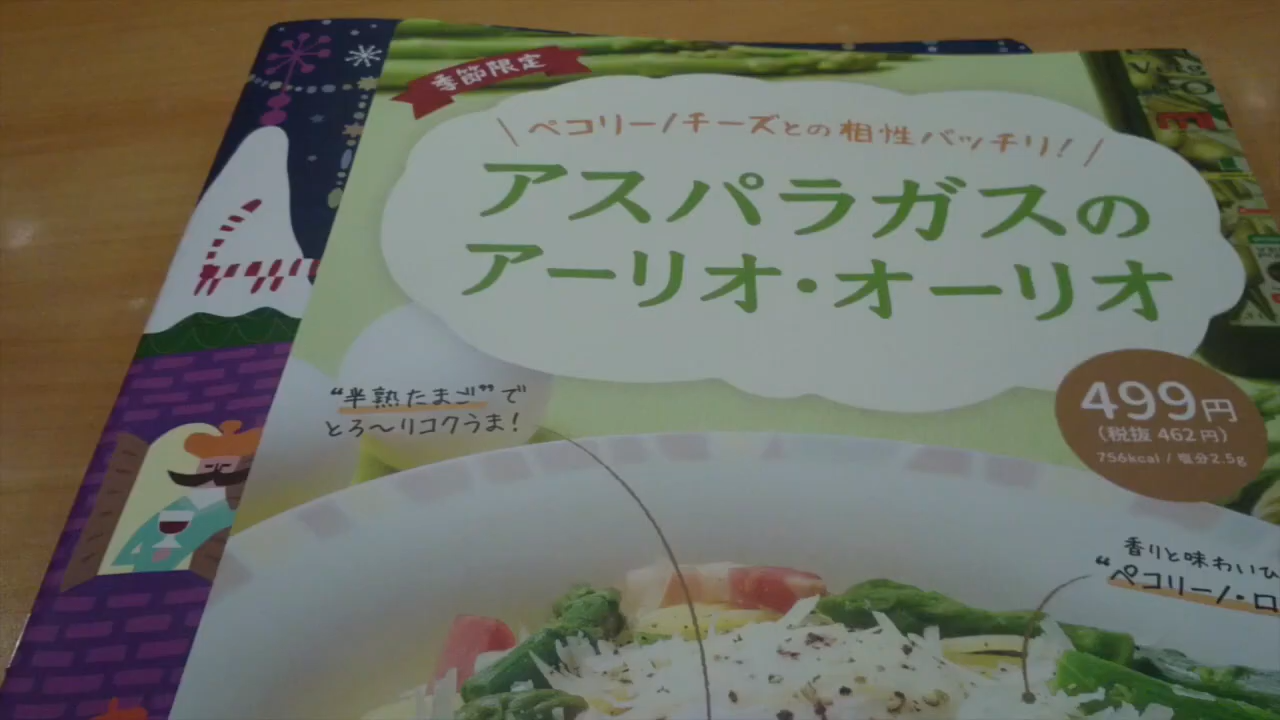 季節限定
ペコリーノチーズとの相性バッチリ!
アスパラガスの
アーリオ・オーリオ
499円
(税抜 462円)
756kcal / 塩分2.5g
“半熟たまご”で
とろ〜りコクうま!
香りと味わいひ
“ペコリーノ・ロ